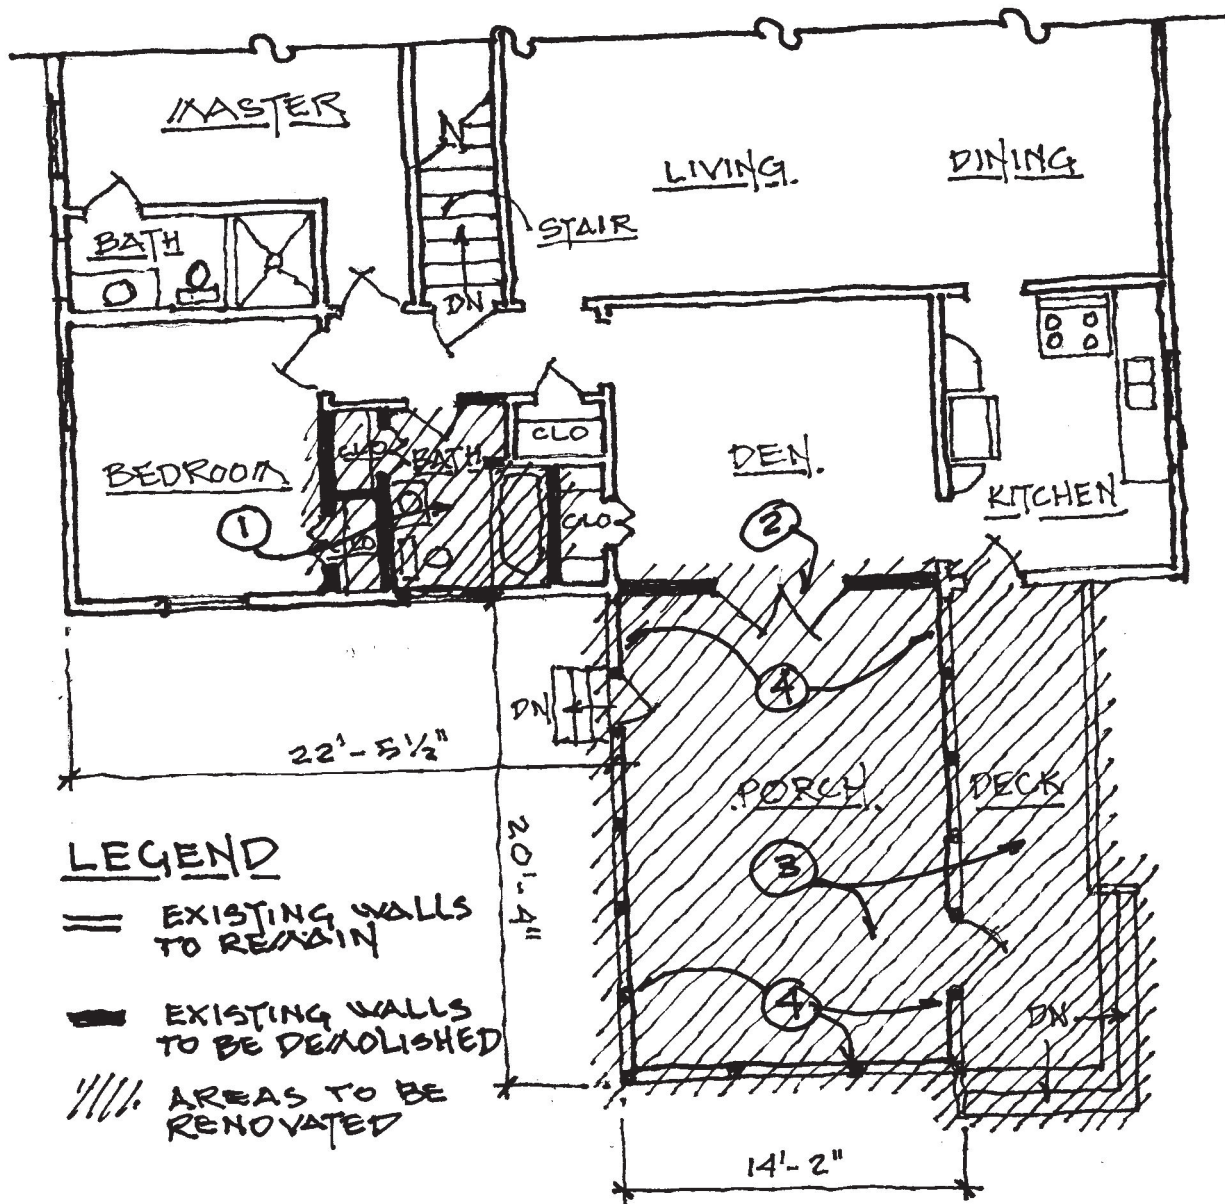 MASTER
LIVING.
DINING
STAIR
BATH
DN
CLO
CLO
BATH
BEDROOM
DEN.
KITCHEN
1
CLO
CLO
2
4
DN
22'-5½"
PORCH
DECK
20'-4"
3
4
DN
LEGEND
EXISTING WALLS
TO REMAIN
EXISTING WALLS
TO BE DEMOLISHED
AREAS TO BE
RENOVATED
14'-2"